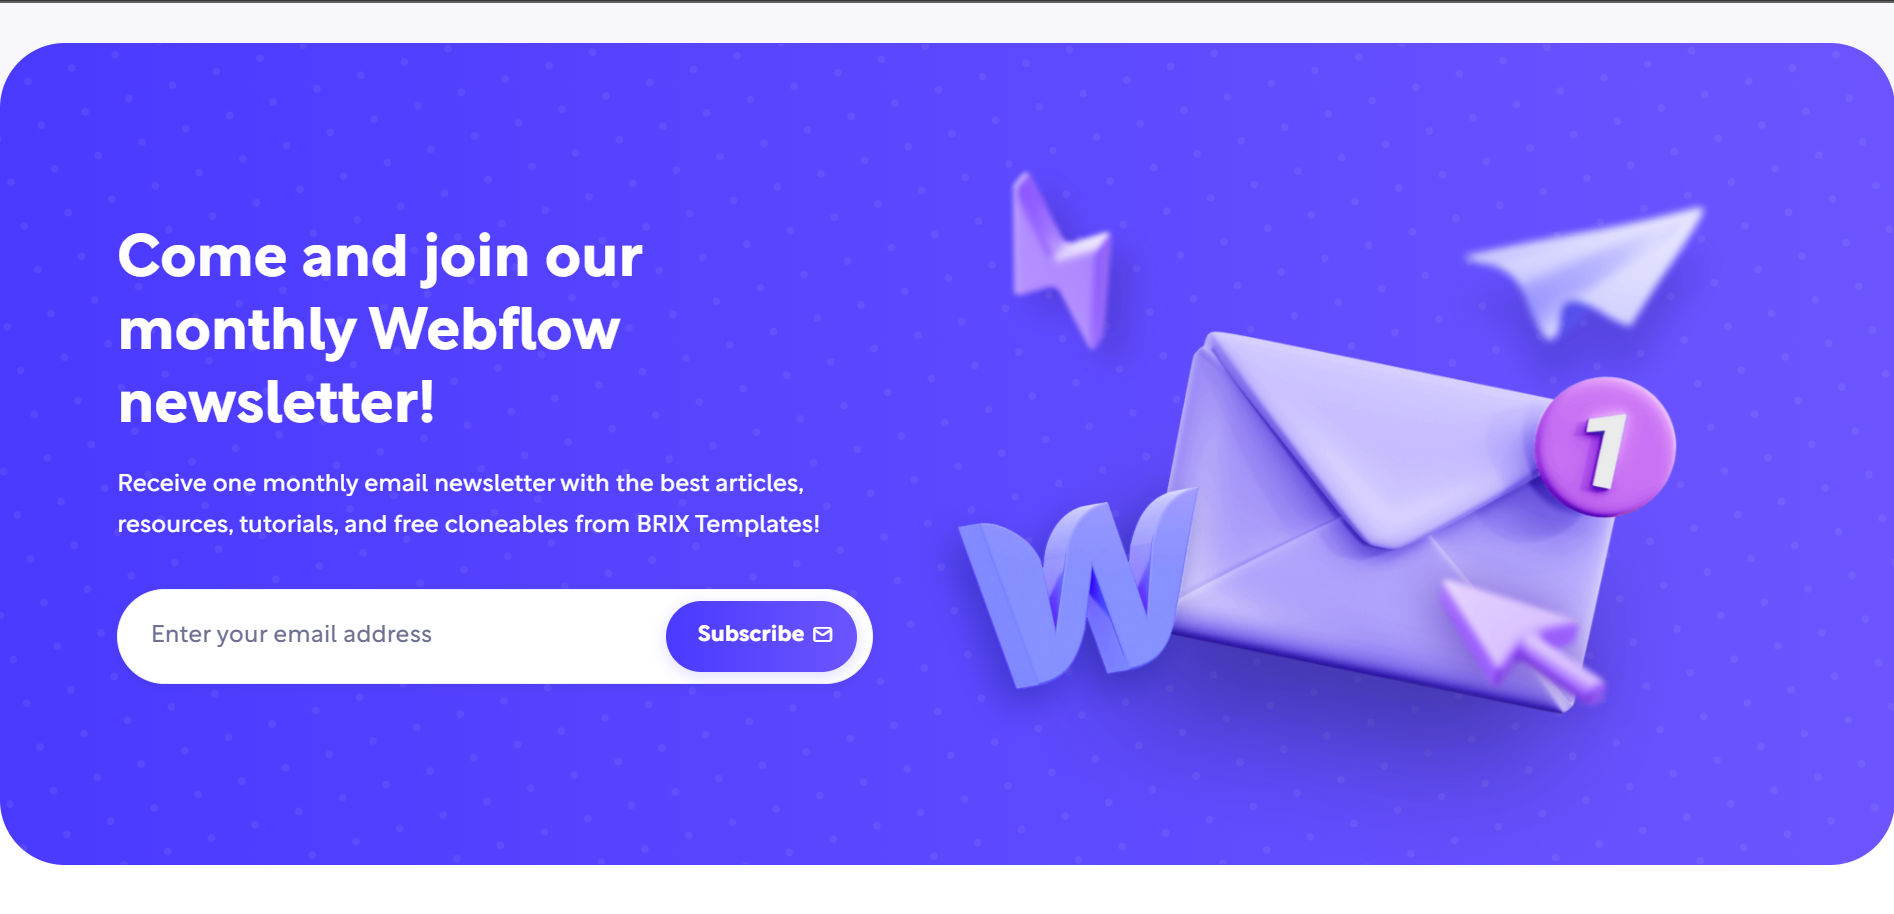 Come and join our
monthly Webflow
newsletter!
Receive one monthly email newsletter with the best articles,
resources, tutorials, and free cloneables from BRIX Templates!
Enter your email address
Subscribe
W
1